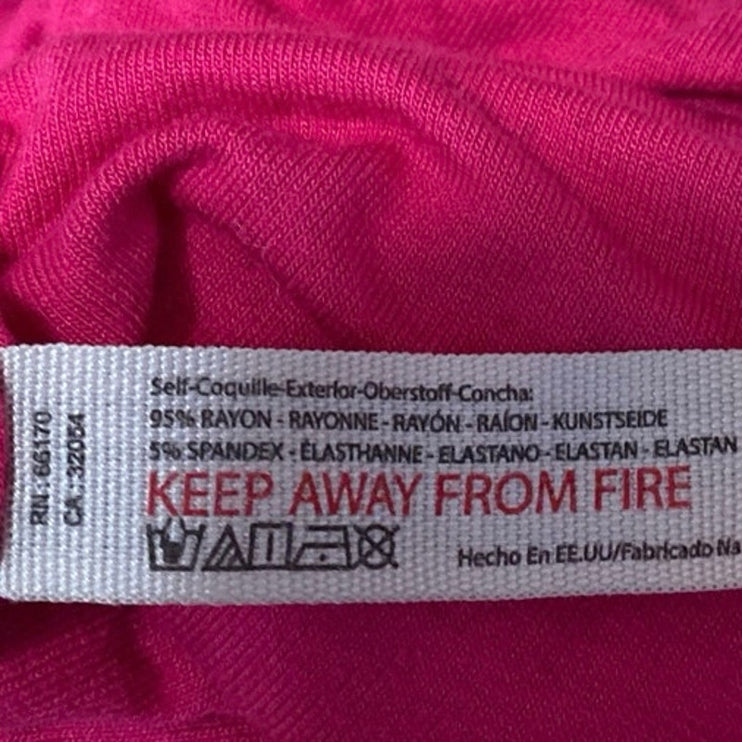 RN: 66170
CA: 32054
Self-Coquille-Exterior-Oberstoff-Concha:
95% RAYON - RAYONNE - RAYÓN - RAÍON - KUNSTSEIDE
5% SPANDEX - ÉLASTHANNE - ELASTANO - ELASTAN - ELASTAN
KEEP AWAY FROM FIRE
Hecho En EE.UU/Fabricado Na